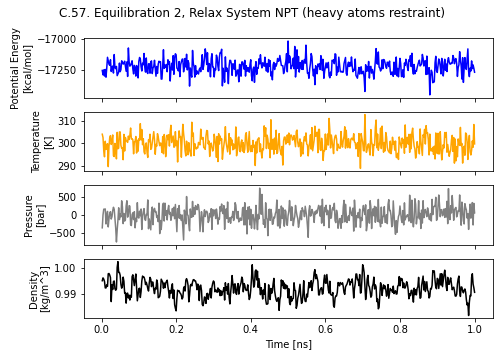 C.57. Equilibration 2, Relax System NPT (heavy atoms restraint)
Potential Energy
[kcal/mol]
−17000
−17250
Temperature
[K]
310
300
290
Pressure
[bar]
500
0
−500
Density
[kg/m^3]
1.00
0.99
0.0 0.2 0.4 0.6 0.8 1.0
Time [ns]